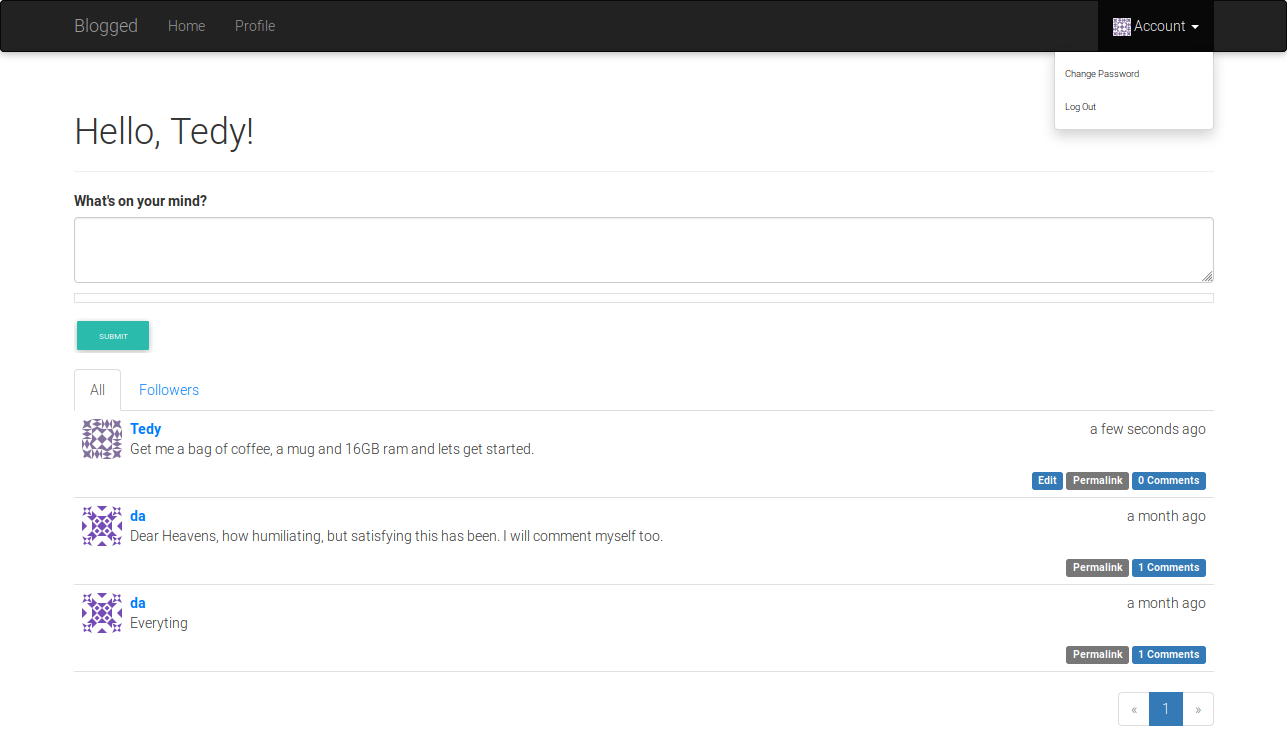 Blogged Home Profile Account
Change Password
Log Out
Hello, Tedy!
What's on your mind?
SUBMIT
All Followers
Tedy a few seconds ago
Get me a bag of coffee, a mug and 16GB ram and lets get started.
Edit Permalink 0 Comments
da a month ago
Dear Heavens, how humiliating, but satisfying this has been. I will comment myself too.
Permalink 1 Comments
da a month ago
Everyting
Permalink 1 Comments
« 1 »